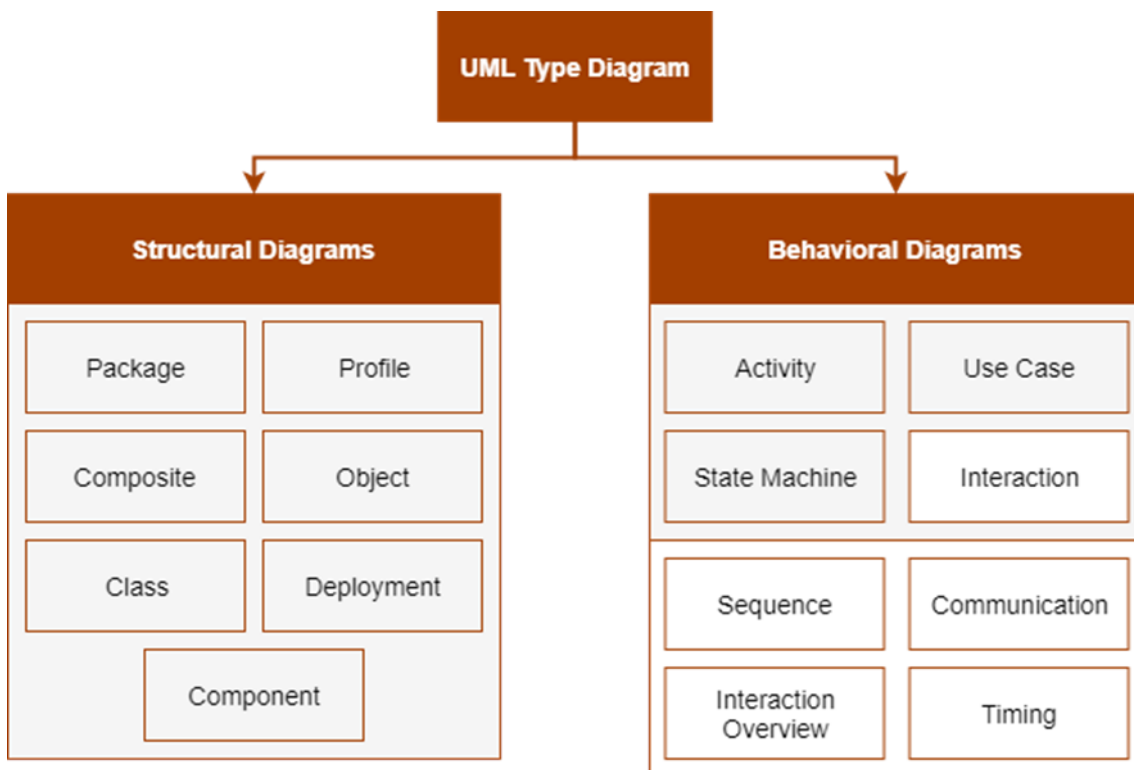 UML Type Diagram
Structural Diagrams
Behavioral Diagrams
Package
Profile
Composite
Object
Class
Deployment
Component
Activity
Use Case
State Machine
Interaction
Sequence
Communication
Interaction
Overview
Timing